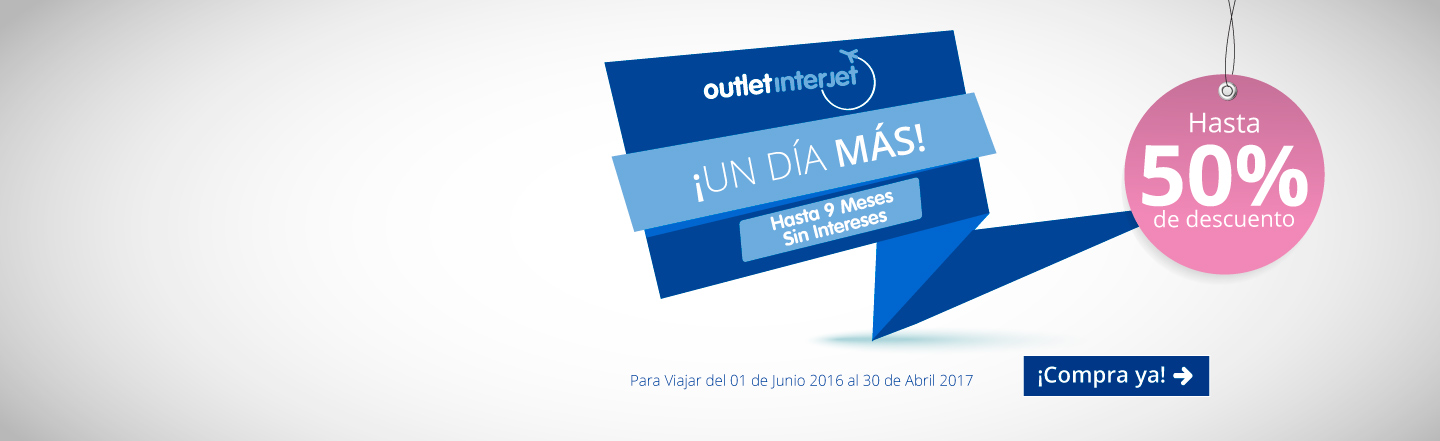 outletinterjet
¡UN DÍA MÁS!
Hasta 9 Meses
Sin Intereses
Hasta
50%
de descuento
Para Viajar del 01 de Junio 2016 al 30 de Abril 2017
¡Compra ya!